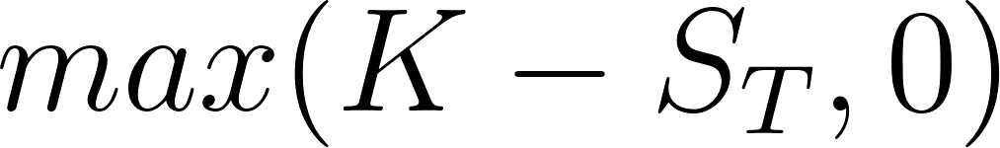 max(K − S_T, 0)